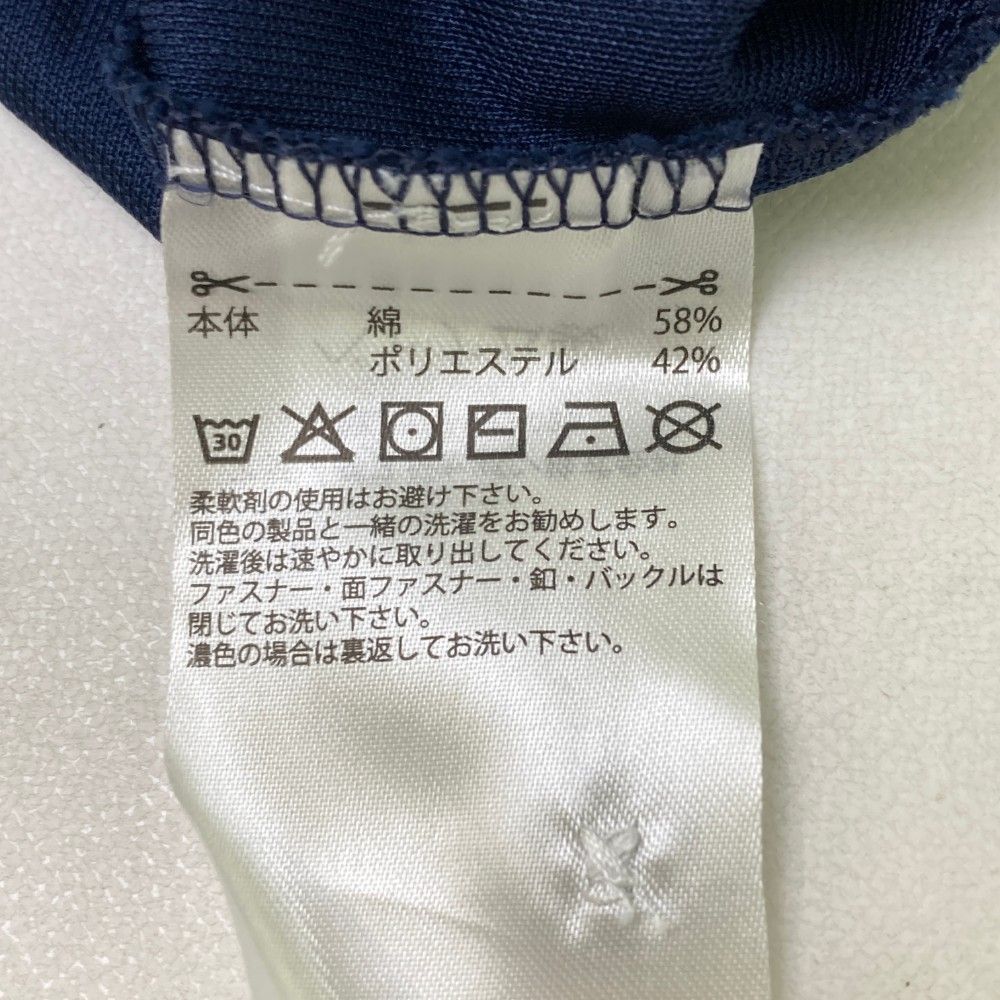 本体 綿 58%
ポリエステル 42%
30
柔軟剤の使用はお避け下さい。
同色の製品と一緒の洗濯をお勧めします。
洗濯後は速やかに取り出してください。
ファスナー・面ファスナー・釦・バックルは
閉じてお洗い下さい。
濃色の場合は裏返してお洗い下さい。